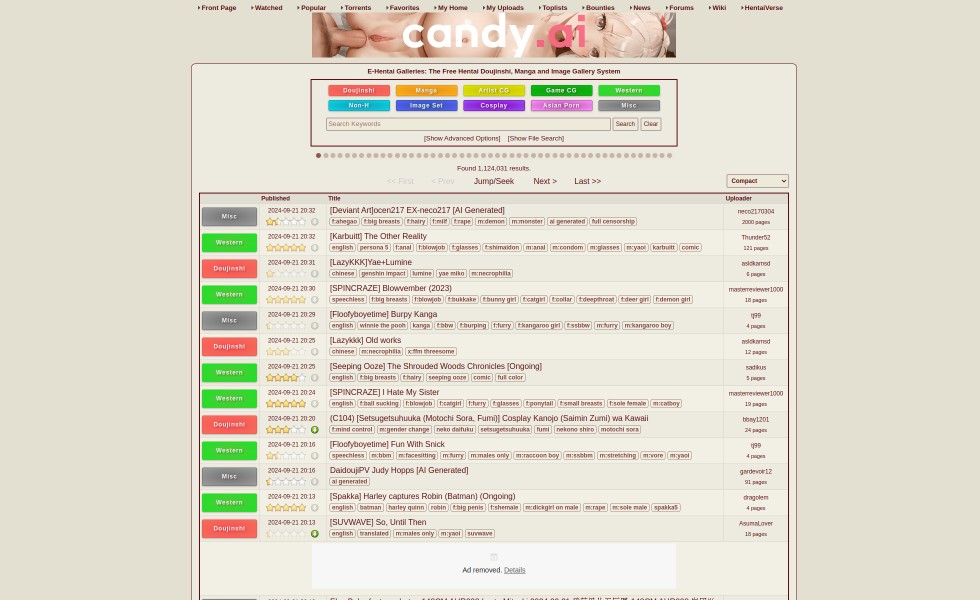 Front Page Watched Popular Torrents Favorites My Home My Uploads Toplists Bounties News Forums Wiki HentaiVerse
candy.ai
E-Hentai Galleries: The Free Hentai Doujinshi, Manga and Image Gallery System
Doujinshi Manga Artist CG Game CG Western
Non-H Image Set Cosplay Asian Porn Misc
Search Keywords Search Clear
[Show Advanced Options] [Show File Search]
Found 1,124,031 results.
<< First < Prev Jump/Seek Next > Last >> Compact
Published Title Uploader
Misc 2024-09-21 20:32 [Deviant Art]ocen217 EX-neco217 [AI Generated] neco2170304
f:ahegao f:big breasts f:hairy f:milf f:rape m:demon m:monster ai generated full censorship 2000 pages
Western 2024-09-21 20:32 [Karbuitt] The Other Reality Thunder52
english persona 5 f:anal f:blowjob f:glasses f:shimaidon m:anal m:condom m:glasses m:yaoi karbuitt comic 121 pages
Doujinshi 2024-09-21 20:31 [LazyKKK]Yae+Lumine asldkamsd
chinese genshin impact lumine yae miko m:necrophilia 6 pages
Western 2024-09-21 20:30 [SPINCRAZE] Blowvember (2023) masterreviewer1000
speechless f:big breasts f:blowjob f:bukkake f:bunny girl f:catgirl f:collar f:deepthroat f:deer girl f:demon girl 18 pages
Misc 2024-09-21 20:29 [Floofyboyetime] Burpy Kanga tj99
english winnie the pooh kanga f:bbw f:burping f:furry f:kangaroo girl f:ssbbw m:furry m:kangaroo boy 4 pages
Doujinshi 2024-09-21 20:25 [Lazykkk] Old works asldkamsd
chinese m:necrophilia x:ffm threesome 12 pages
Western 2024-09-21 20:25 [Seeping Ooze] The Shrouded Woods Chronicles [Ongoing] sadikus
english f:big breasts f:hairy seeping ooze comic full color 5 pages
Western 2024-09-21 20:24 [SPINCRAZE] I Hate My Sister masterreviewer1000
english f:ball sucking f:blowjob f:catgirl f:furry f:glasses f:ponytail f:small breasts f:sole female m:catboy 19 pages
Doujinshi 2024-09-21 20:20 (C104) [Setsugetsuhuuka (Motochi Sora, Fumi)] Cosplay Kanojo (Saimin Zumi) wa Kawaii bbay1201
f:mind control m:gender change neko daifuku setsugetsuhuuka fumi nekono shiro motochi sora 24 pages
Western 2024-09-21 20:16 [Floofyboyetime] Fun With Snick tj99
speechless m:bbm m:facesitting m:furry m:males only m:raccoon boy m:ssbbm m:stretching m:vore m:yaoi 4 pages
Misc 2024-09-21 20:16 DaidoujiPV Judy Hopps [AI Generated] gardevoir12
ai generated 91 pages
Western 2024-09-21 20:13 [Spakka] Harley captures Robin (Batman) (Ongoing) dragolem
english batman harley quinn robin f:big penis f:shemale m:dickgirl on male m:rape m:sole male spakka5 4 pages
Doujinshi 2024-09-21 20:13 [SUVWAVE] So, Until Then AsumaLover
english translated m:males only m:yaoi suvwave 18 pages
Ad removed. Details